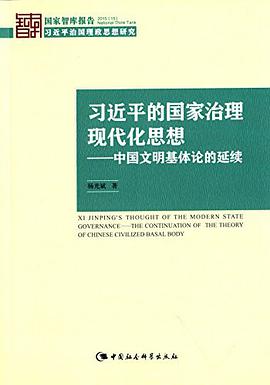 智库
国家智库报告 2015（15）
National Think Tank
习近平治国理政思想研究
习近平的国家治理
现代化思想
——中国文明基体论的延续
杨光斌 著
XI JINPING'S THOUGHT OF THE MODERN STATE
GOVERNANCE——THE CONTINUATION OF THE THEORY
OF CHINESE CIVILIZED BASAL BODY
中国社会科学出版社